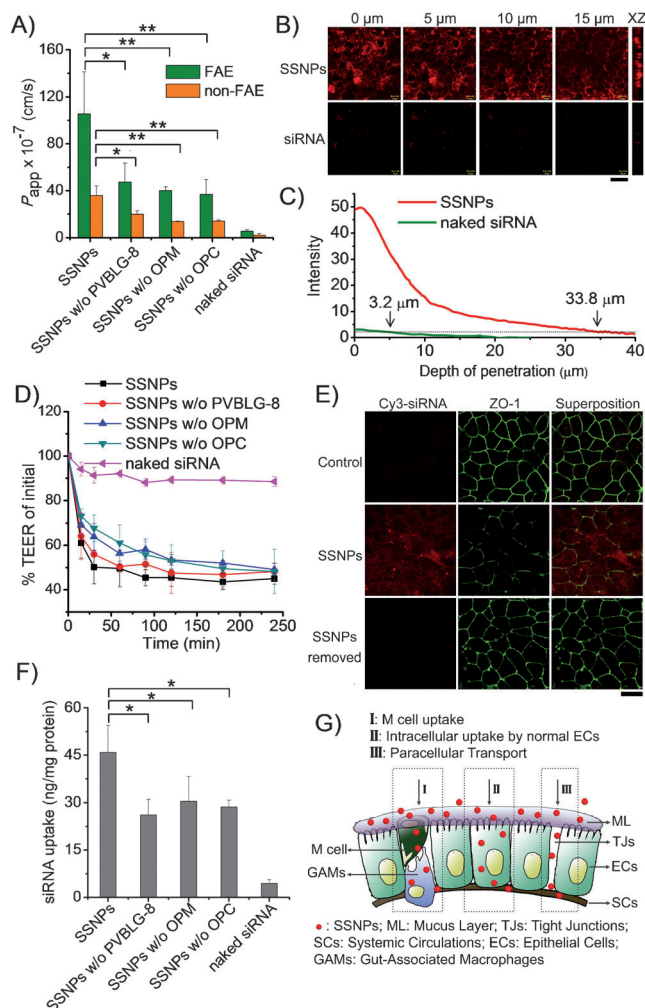 A)
P app x 10⁻⁷ (cm/s)
160
120
80
40
0
**
**
*
**
**
*
FAE
non-FAE
SSNPs
SSNPs w/o PVBLG-8
SSNPs w/o OPM
SSNPs w/o OPC
naked siRNA
B)
0 μm 5 μm 10 μm 15 μm XZ
SSNPs
siRNA
C)
Intensity
50
40
30
20
10
0
SSNPs
naked siRNA
3.2 μm
33.8 μm
0 10 20 30 40
Depth of penetration (μm)
D)
% TEER of initial
120
100
80
60
40
SSNPs
SSNPs w/o PVBLG-8
SSNPs w/o OPM
SSNPs w/o OPC
naked siRNA
0 50 100 150 200 250
Time (min)
E)
Cy3-siRNA ZO-1 Superposition
Control
SSNPs
SSNPs
removed
F)
siRNA uptake (ng/mg protein)
60
45
30
15
0
*
*
*
SSNPs
SSNPs w/o PVBLG-8
SSNPs w/o OPM
SSNPs w/o OPC
naked siRNA
G)
I: M cell uptake
II: Intracellular uptake by normal ECs
III: Paracellular Transport
I II III
M cell
GAMs
ML
TJs
ECs
SCs
: SSNPs; ML: Mucus Layer; TJs: Tight Junctions;
SCs: Systemic Circulations; ECs: Epithelial Cells;
GAMs: Gut-Associated Macrophages